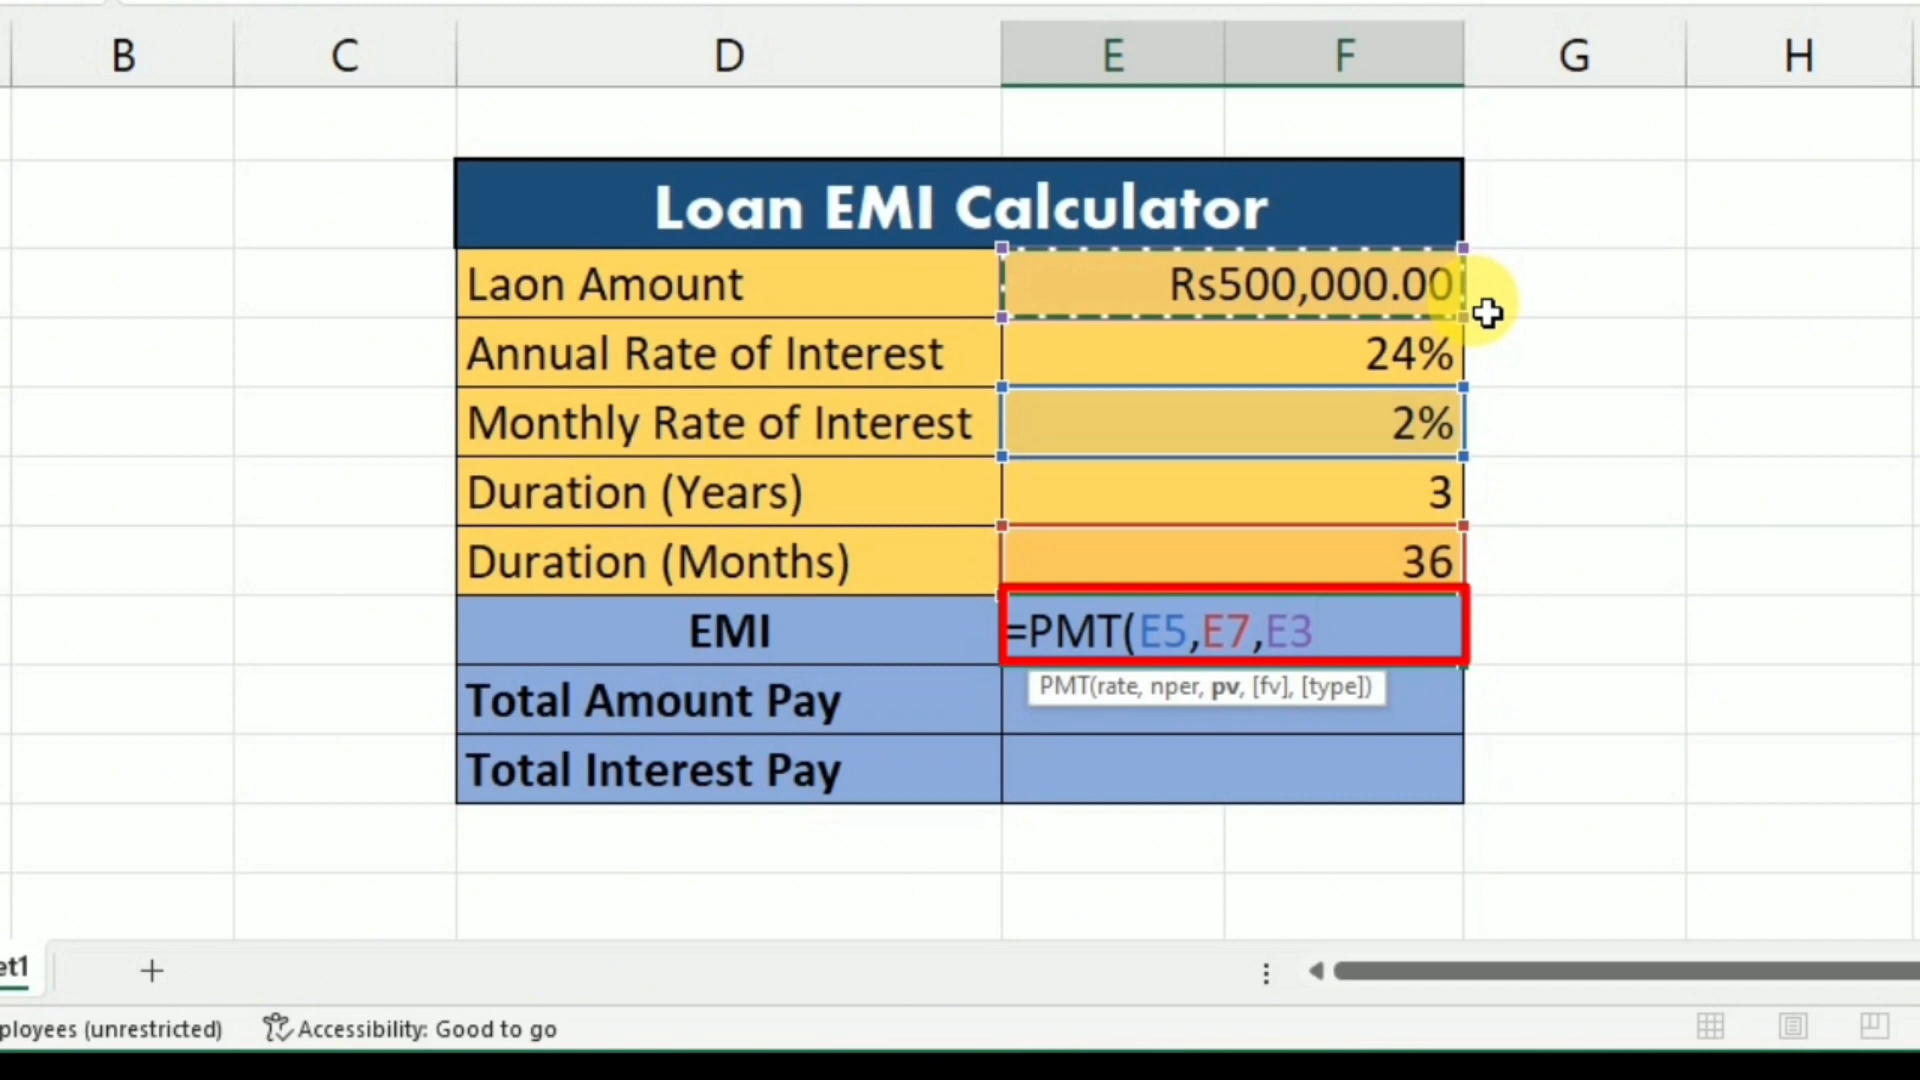 B C D E F G H
Loan EMI Calculator
Laon Amount Rs500,000.00
Annual Rate of Interest 24%
Monthly Rate of Interest 2%
Duration (Years) 3
Duration (Months) 36
EMI =PMT(E5,E7,E3
PMT(rate, nper, pv, [fv], [type])
Total Amount Pay
Total Interest Pay
et1 +
ployees (unrestricted) Accessibility: Good to go